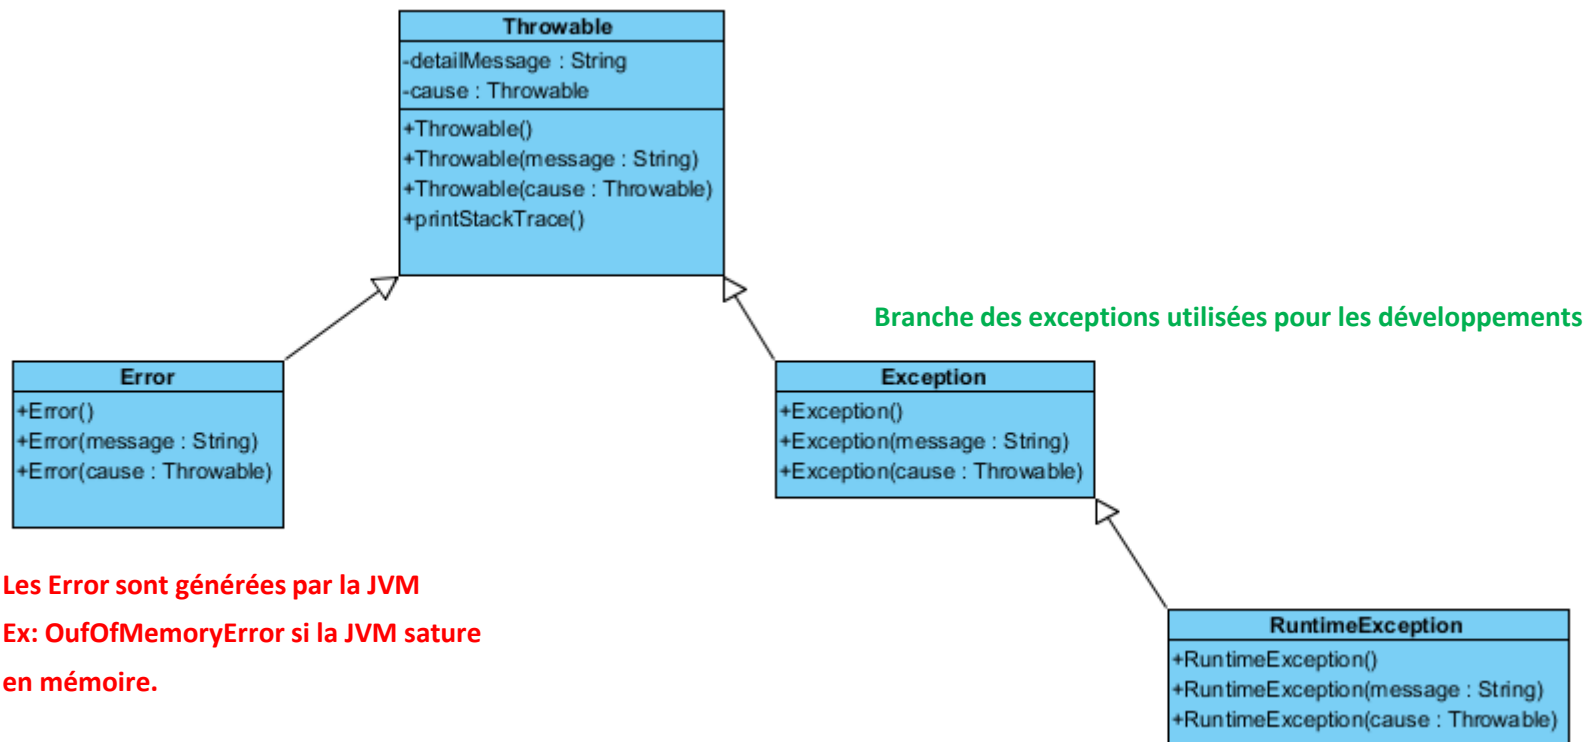 Throwable
-detailMessage : String
-cause : Throwable
+Throwable()
+Throwable(message : String)
+Throwable(cause : Throwable)
+printStackTrace()
Branche des exceptions utilisées pour les développements
Error
+Error()
+Error(message : String)
+Error(cause : Throwable)
Exception
+Exception()
+Exception(message : String)
+Exception(cause : Throwable)
Les Error sont générées par la JVM
Ex: OufOfMemoryError si la JVM sature
en mémoire.
RuntimeException
+RuntimeException()
+RuntimeException(message : String)
+RuntimeException(cause : Throwable)